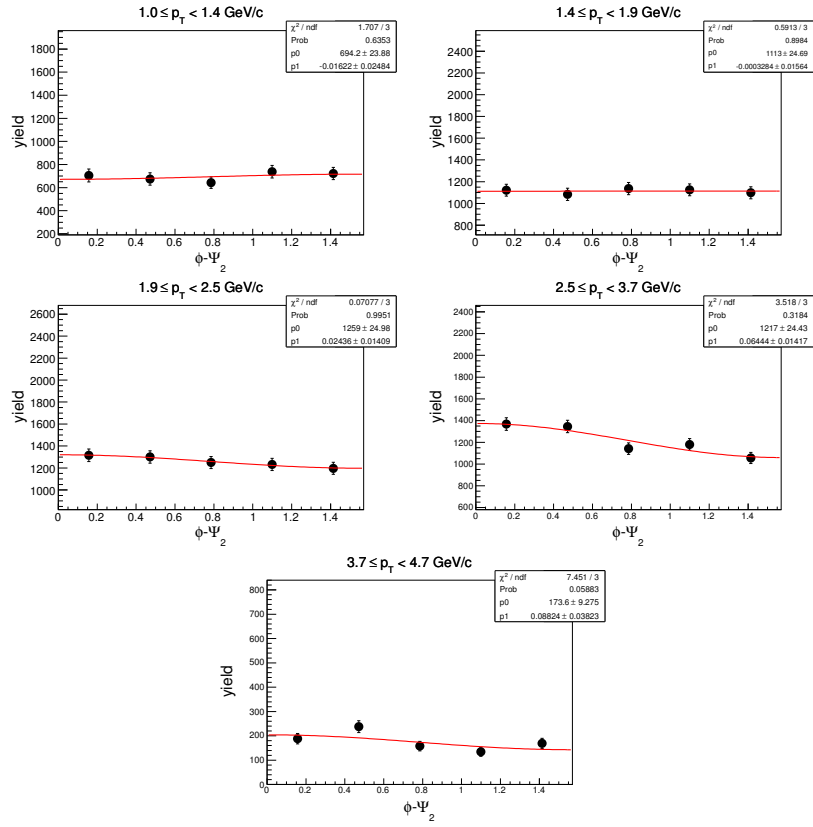 1.0 ≤ p_T < 1.4 GeV/c
χ² / ndf 1.707 / 3
Prob 0.6353
p0 694.2 ± 23.88
p1 -0.01622 ± 0.02484
yield
1800
1600
1400
1200
1000
800
600
400
200
0 0.2 0.4 0.6 0.8 1 1.2 1.4
ϕ-Ψ_2
1.4 ≤ p_T < 1.9 GeV/c
χ² / ndf 0.5913 / 3
Prob 0.8984
p0 1113 ± 24.69
p1 -0.0003284 ± 0.01564
yield
2400
2200
2000
1800
1600
1400
1200
1000
800
0 0.2 0.4 0.6 0.8 1 1.2 1.4
ϕ-Ψ_2
1.9 ≤ p_T < 2.5 GeV/c
χ² / ndf 0.07077 / 3
Prob 0.9951
p0 1259 ± 24.98
p1 0.02436 ± 0.01409
yield
2600
2400
2200
2000
1800
1600
1400
1200
1000
0 0.2 0.4 0.6 0.8 1 1.2 1.4
ϕ-Ψ_2
2.5 ≤ p_T < 3.7 GeV/c
χ² / ndf 3.518 / 3
Prob 0.3184
p0 1217 ± 24.43
p1 0.06444 ± 0.01417
yield
2400
2200
2000
1800
1600
1400
1200
1000
800
600
0 0.2 0.4 0.6 0.8 1 1.2 1.4
ϕ-Ψ_2
3.7 ≤ p_T < 4.7 GeV/c
χ² / ndf 7.451 / 3
Prob 0.05883
p0 173.6 ± 9.275
p1 0.08824 ± 0.03823
yield
800
700
600
500
400
300
200
100
0
0 0.2 0.4 0.6 0.8 1 1.2 1.4
ϕ-Ψ_2